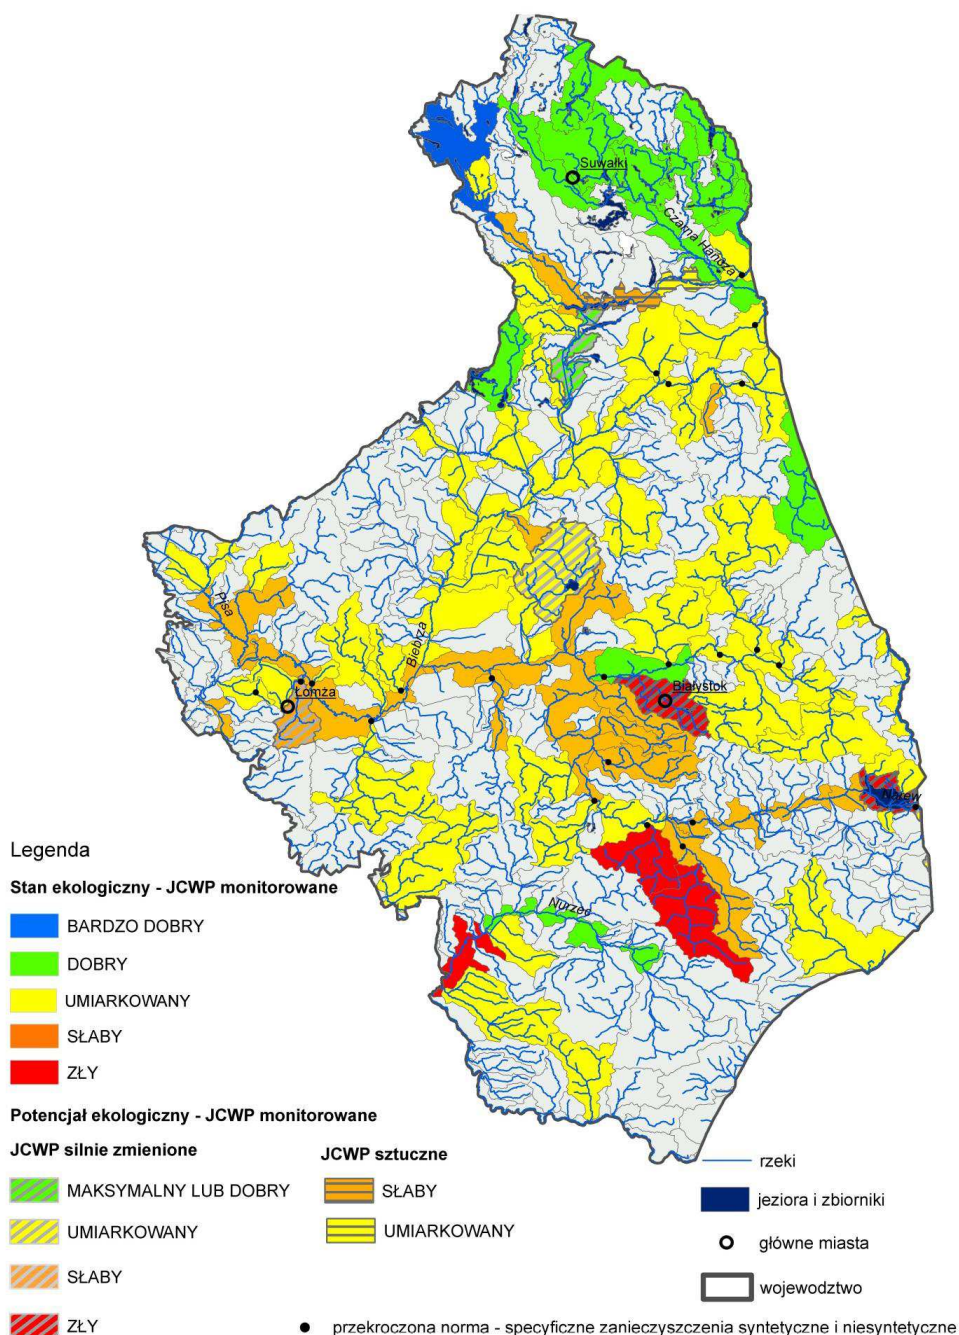 Suwałki
Czarna Hańcza
Pisa
Biebrza
Łomża
Białystok
Narew
Nurzec
Legenda
Stan ekologiczny - JCWP monitorowane
BARDZO DOBRY
DOBRY
UMIARKOWANY
SŁABY
ZŁY
Potencjał ekologiczny - JCWP monitorowane
JCWP silnie zmienione
MAKSYMALNY LUB DOBRY
UMIARKOWANY
SŁABY
ZŁY
JCWP sztuczne
SŁABY
UMIARKOWANY
rzeki
jeziora i zbiorniki
główne miasta
wojewodztwo
przekroczona norma - specyficzne zanieczyszczenia syntetyczne i niesyntetyczne